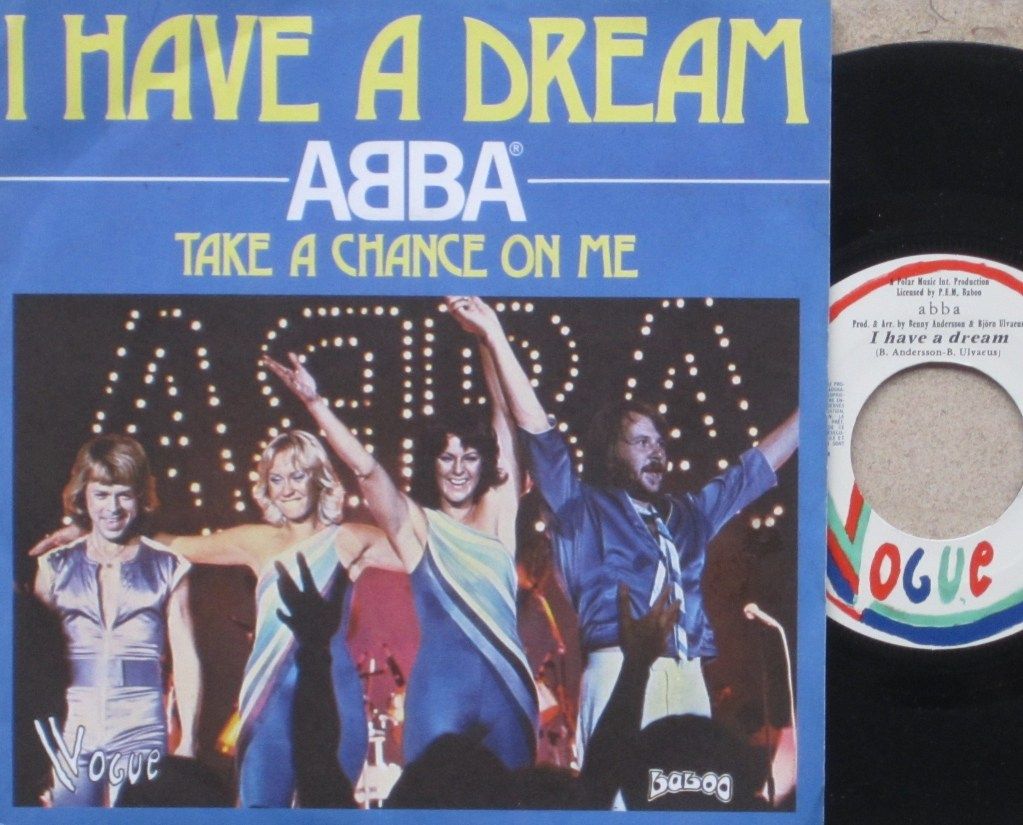 I HAVE A DREAM
ABBA®
TAKE A CHANCE ON ME
ABBA
VOGUE
baboo
A Polar Music Int. Production
Licensed by P.E.M. Baboo
abba
Prod. & Arr. by Benny Andersson & Björn Ulvaeus
I have a dream
(B. Andersson-B. Ulvaeus)
VOGUE